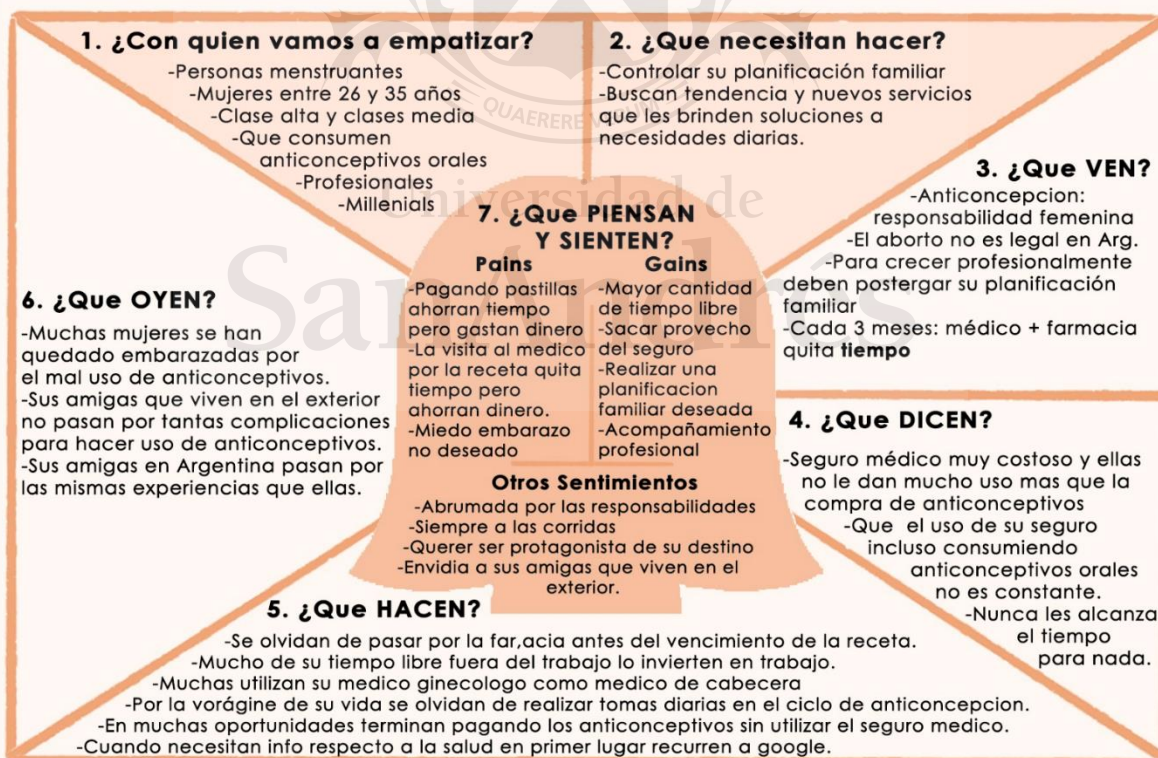 1. ¿Con quien vamos a empatizar?
-Personas menstruantes
-Mujeres entre 26 y 35 años
-Clase alta y clases media
-Que consumen
anticonceptivos orales
-Profesionales
-Millenials
2. ¿Que necesitan hacer?
-Controlar su planificación familiar
-Buscan tendencia y nuevos servicios
que les brinden soluciones a
necesidades diarias.
3. ¿Que VEN?
-Anticoncepcion:
responsabilidad femenina
-El aborto no es legal en Arg.
-Para crecer profesionalmente
deben postergar su planificación
familiar
-Cada 3 meses: médico + farmacia
quita tiempo
4. ¿Que DICEN?
-Seguro médico muy costoso y ellas
no le dan mucho uso mas que la
compra de anticonceptivos
-Que el uso de su seguro
incluso consumiendo
anticonceptivos orales
no es constante.
-Nunca les alcanza
el tiempo
para nada.
5. ¿Que HACEN?
-Se olvidan de pasar por la far,acia antes del vencimiento de la receta.
-Mucho de su tiempo libre fuera del trabajo lo invierten en trabajo.
-Muchas utilizan su medico ginecologo como medico de cabecera
-Por la vorágine de su vida se olvidan de realizar tomas diarias en el ciclo de anticoncepcion.
-En muchas oportunidades terminan pagando los anticonceptivos sin utilizar el seguro medico.
-Cuando necesitan info respecto a la salud en primer lugar recurren a google.
6. ¿Que OYEN?
-Muchas mujeres se han
quedado embarazadas por
el mal uso de anticonceptivos.
-Sus amigas que viven en el exterior
no pasan por tantas complicaciones
para hacer uso de anticonceptivos.
-Sus amigas en Argentina pasan por
las mismas experiencias que ellas.
7. ¿Que PIENSAN
Y SIENTEN?
Pains
-Pagando pastillas
ahorran tiempo
pero gastan dinero
-La visita al medico
por la receta quita
tiempo pero
ahorran dinero.
-Miedo embarazo
no deseado
Gains
-Mayor cantidad
de tiempo libre
-Sacar provecho
del seguro
-Realizar una
planificacion
familiar deseada
-Acompañamiento
profesional
Otros Sentimientos
-Abrumada por las responsabilidades
-Siempre a las corridas
-Querer ser protagonista de su destino
-Envidia a sus amigas que viven en el
exterior.
QUAERERE
Universidad de
SanAndrés